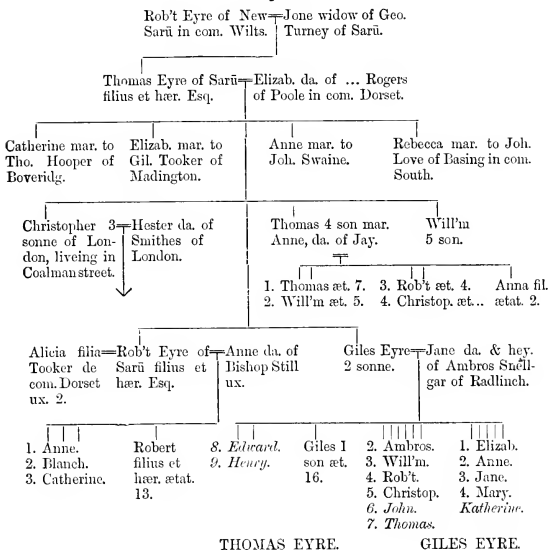 Rob't Eyre of New Sarū in com. Wilts.
Jone widow of Geo. Turney of Sarū.
Thomas Eyre of Sarū filius et hær. Esq.
Elizab. da. of ... Rogers of Poole in com. Dorset.
Catherine mar. to Tho. Hooper of Boveridg.
Elizab. mar. to Gil. Tooker of Madington.
Anne mar. to Joh. Swaine.
Rebecca mar. to Joh. Love of Basing in com. South.
Christopher 3 sonne of London, liveing in Coalman street.
Hester da. of Smithes of London.
Thomas 4 son mar. Anne, da. of Jay.
Will'm 5 son.
1. Thomas æt. 7.
2. Will'm æt. 5.
3. Rob't æt. 4.
4. Christop. æt...
Anna fil. ætat. 2.
Alicia filia Tooker de com. Dorset ux. 2.
Rob't Eyre of Sarū filius et hær. Esq.
Anne da. of Bishop Still ux.
Giles Eyre 2 sonne.
Jane da. & hey. of Ambros Snellgar of Radlinch.
1. Anne.
2. Blanch.
3. Catherine.
Robert filius et hær. ætat. 13.
8. Edward.
9. Henry.
Giles 1 son æt. 16.
2. Ambros.
3. Will'm.
4. Rob't.
5. Christop.
6. John.
7. Thomas.
1. Elizab.
2. Anne.
3. Jane.
4. Mary.
Katherine.
THOMAS EYRE.
GILES EYRE.